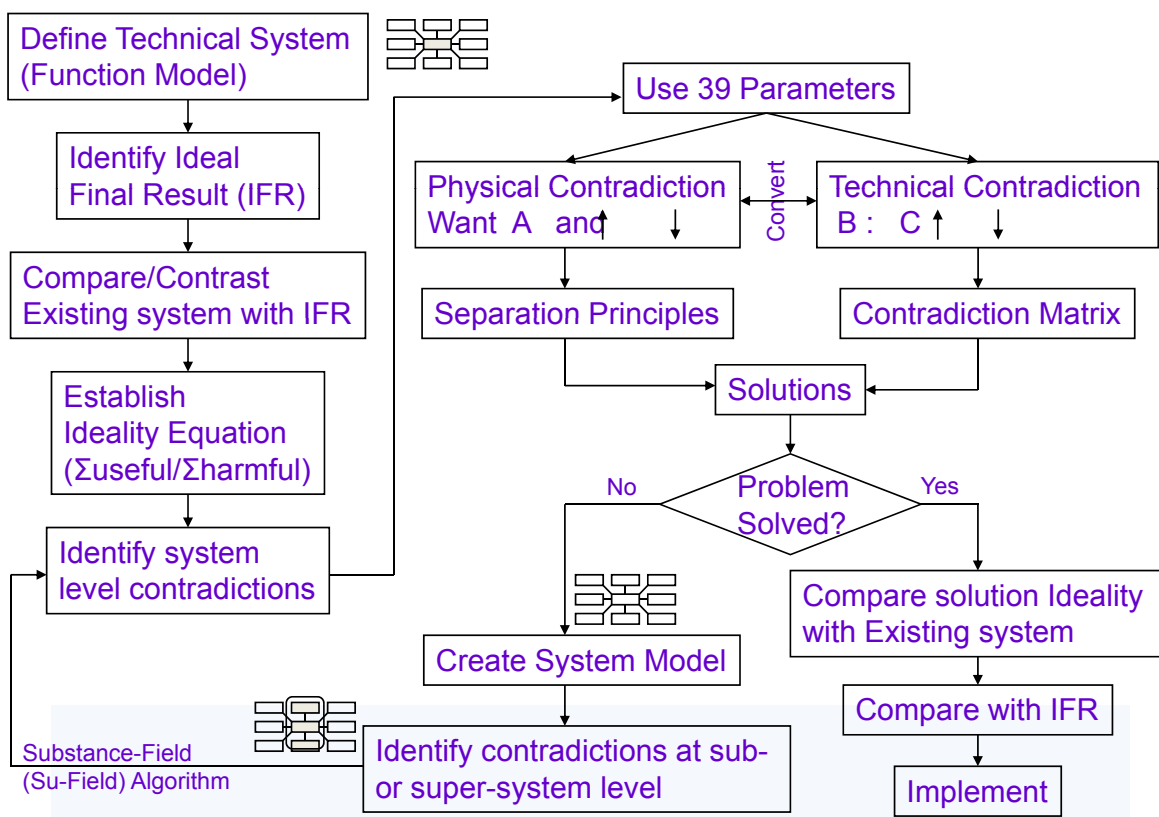 Define Technical System
(Function Model)
Identify Ideal
Final Result (IFR)
Compare/Contrast
Existing system with IFR
Establish
Ideality Equation
(Σuseful/Σharmful)
Identify system
level contradictions
Use 39 Parameters
Physical Contradiction
Want A and
Convert
Technical Contradiction
B : C
Separation Principles
Contradiction Matrix
Solutions
Problem
Solved?
No
Yes
Create System Model
Identify contradictions at sub-
or super-system level
Substance-Field
(Su-Field) Algorithm
Compare solution Ideality
with Existing system
Compare with IFR
Implement